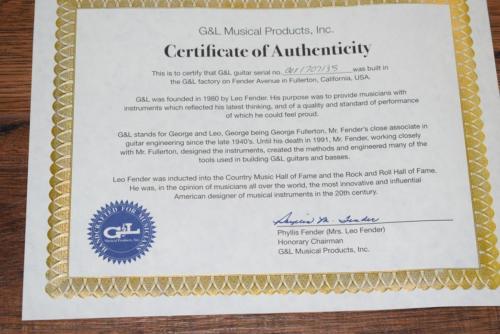 G&L Musical Products, Inc.
Certificate of Authenticity
This is to certify that G&L guitar serial no. was built in
the G&L factory on Fender Avenue in Fullerton, California, USA.
G&L was founded in 1980 by Leo Fender. His purpose was to provide musicians with
instruments which reflected his latest thinking, and of a quality and standard of performance
of which he could feel proud.
G&L stands for George and Leo, George being George Fullerton, Mr. Fender's close associate in
guitar engineering since the late 1940's. Until his death in 1991, Mr. Fender, working closely
with Mr. Fullerton, designed the instruments, created the methods and engineered many of the
tools used in building G&L guitars and basses.
Leo Fender was inducted into the Country Music Hall of Fame and the Rock and Roll Hall of Fame.
He was, in the opinion of musicians all over the world, the most innovative and influential
American designer of musical instruments in the 20th century.
Phyllis M. Fender
Phyllis Fender (Mrs. Leo Fender)
Honorary Chairman
G&L Musical Products, Inc.
G&L
Musical Products, Inc.